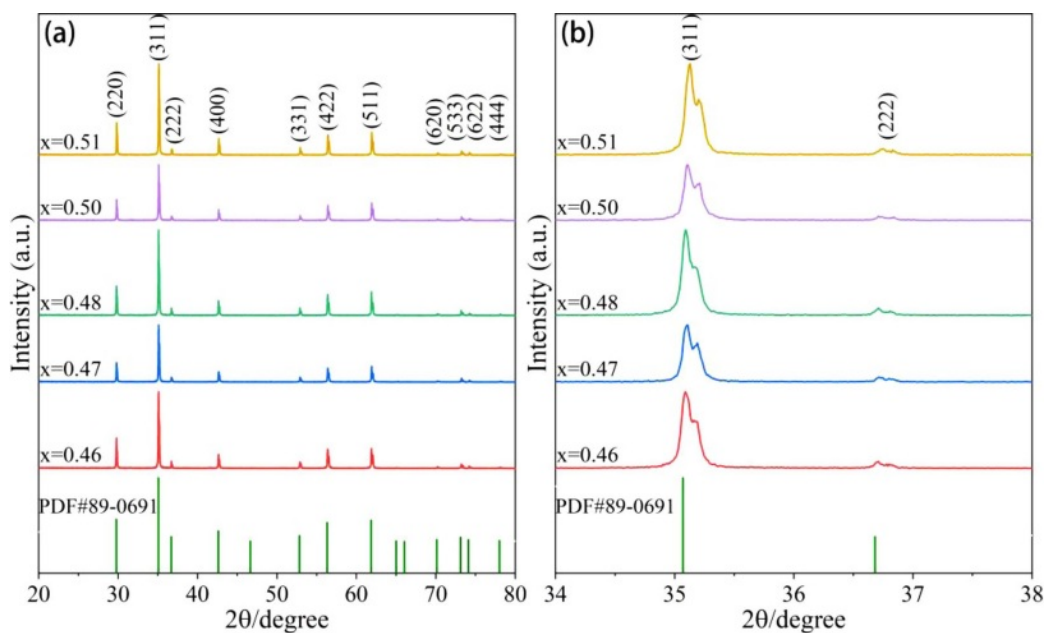 (a)
(220)
(311)
(222)
(400)
(331)
(422)
(511)
(620)
(533)
(622)
(444)
x=0.51
x=0.50
x=0.48
x=0.47
x=0.46
PDF#89-0691
Intensity (a.u.)
20 30 40 50 60 70 80
2θ/degree
(b)
(311)
(222)
x=0.51
x=0.50
x=0.48
x=0.47
x=0.46
PDF#89-0691
Intensity (a.u.)
34 35 36 37 38
2θ/degree